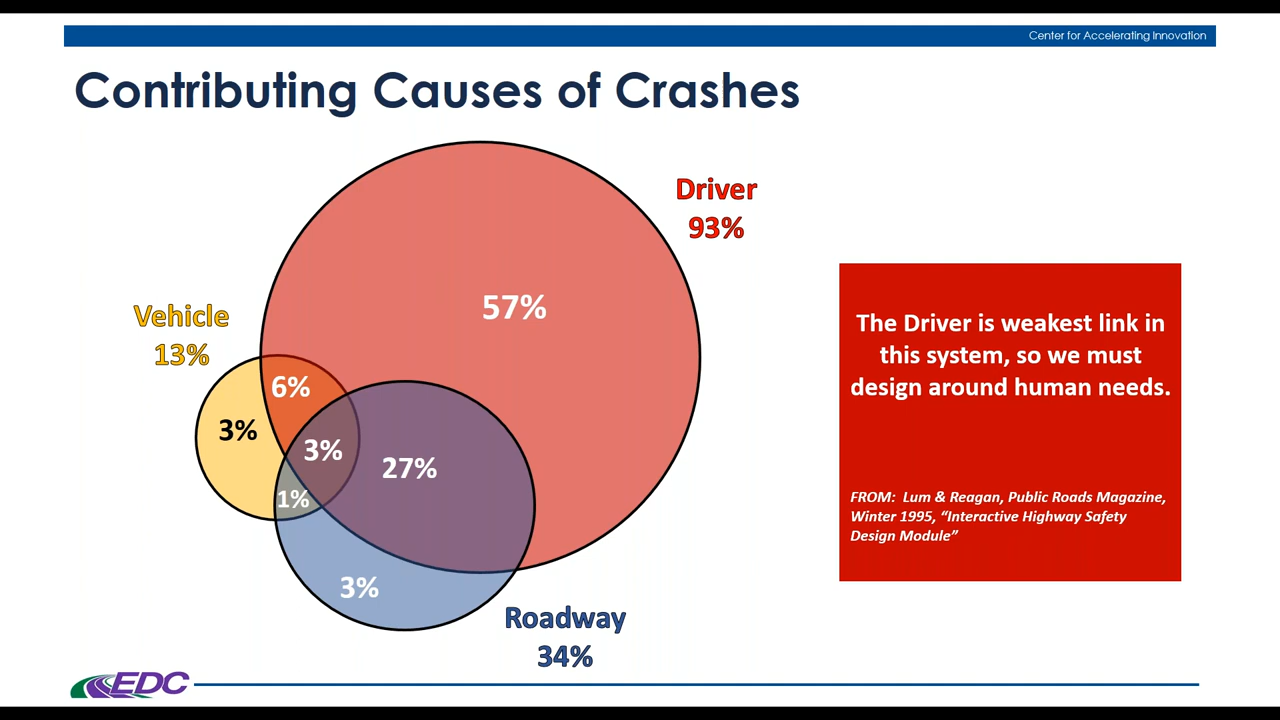 Center for Accelerating Innovation
Contributing Causes of Crashes
Driver
93%
57%
Vehicle
13%
6%
3%
3%
27%
1%
3%
Roadway
34%
The Driver is weakest link in
this system, so we must
design around human needs.
FROM:  Lum & Reagan, Public Roads Magazine,
Winter 1995, “Interactive Highway Safety
Design Module”
EDC